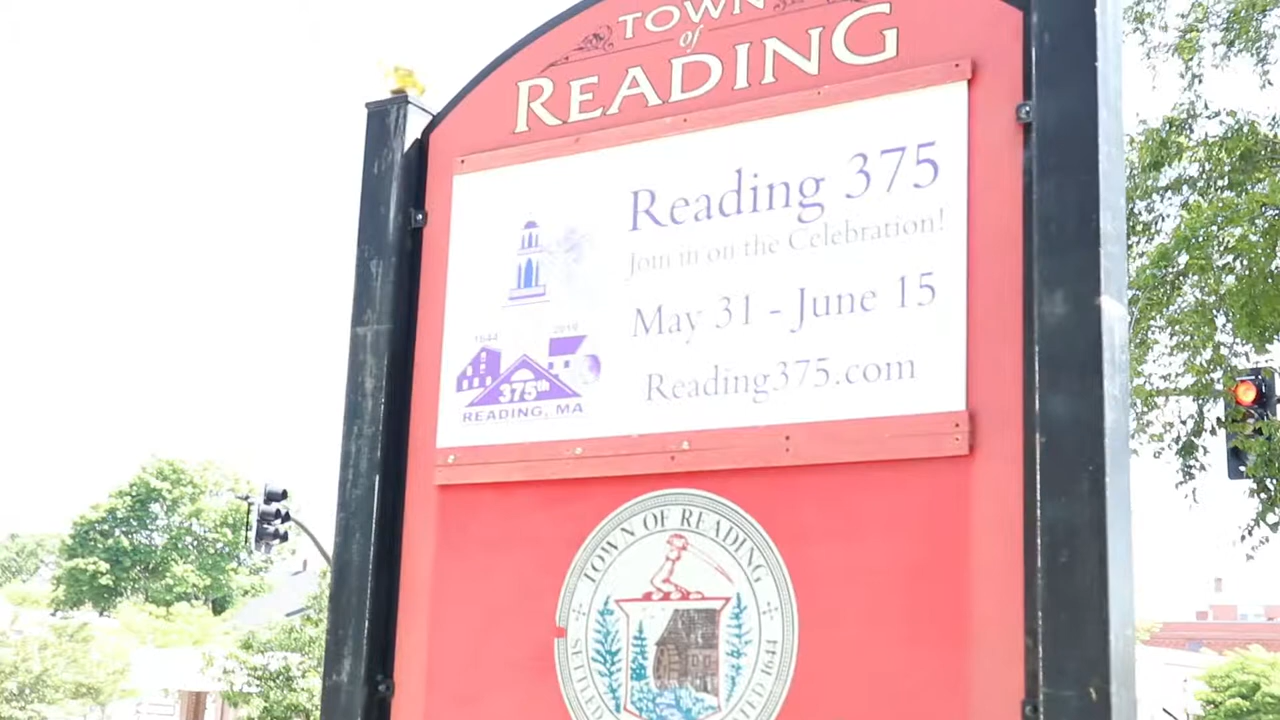 TOWN
of
READING
Reading 375
Join in on the Celebration!
May 31 - June 15
Reading375.com
1644 2019
375th
READING, MA
TOWN OF READING
1644